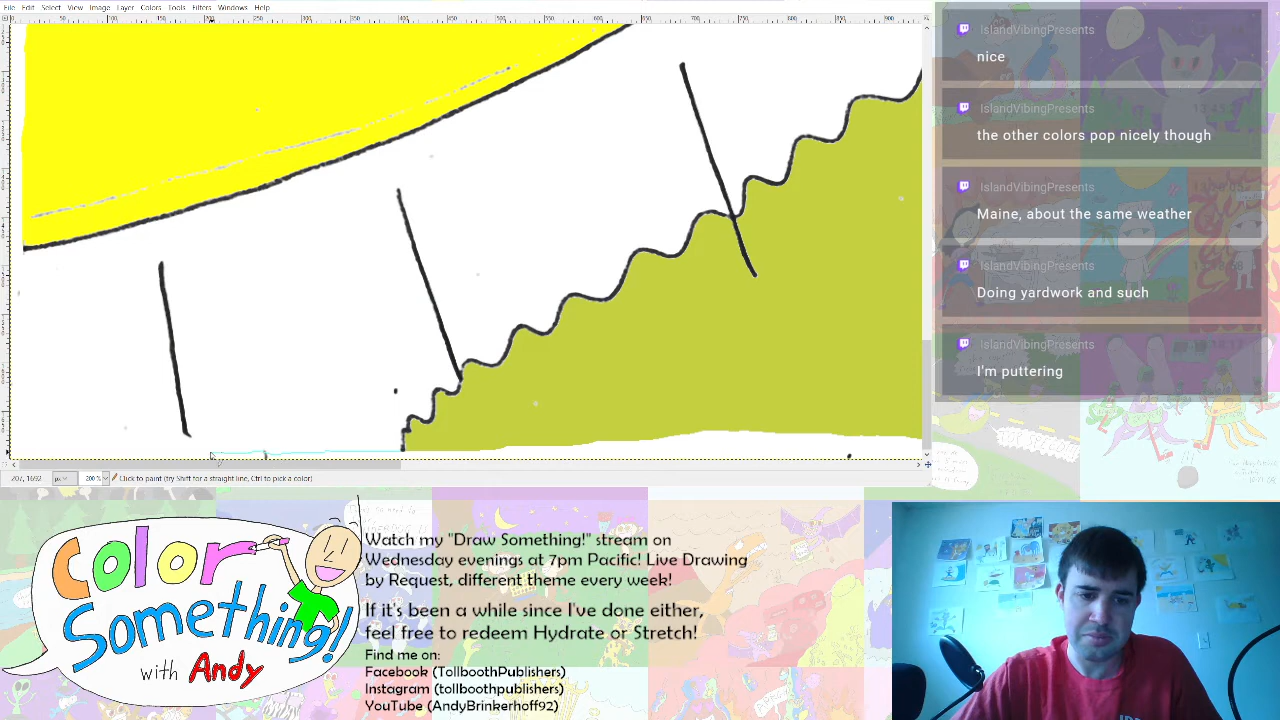 File Edit Select View Image Layer Colors Tools Filters Windows Help
207, 1692 px 200 % Click to paint (try Shift for a straight line, Ctrl to pick a color)
IslandVibingPresents
nice
IslandVibingPresents
the other colors pop nicely though
IslandVibingPresents
Maine, about the same weather
IslandVibingPresents
Doing yardwork and such
IslandVibingPresents
I'm puttering
Color
Something!
with Andy
Watch my "Draw Something!" stream on
Wednesday evenings at 7pm Pacific! Live Drawing
by Request, different theme every week!
If it's been a while since I've done either,
feel free to redeem Hydrate or Stretch!
Find me on:
Facebook (TollboothPublishers)
Instagram (tollboothpublishers)
YouTube (AndyBrinkerhoff92)